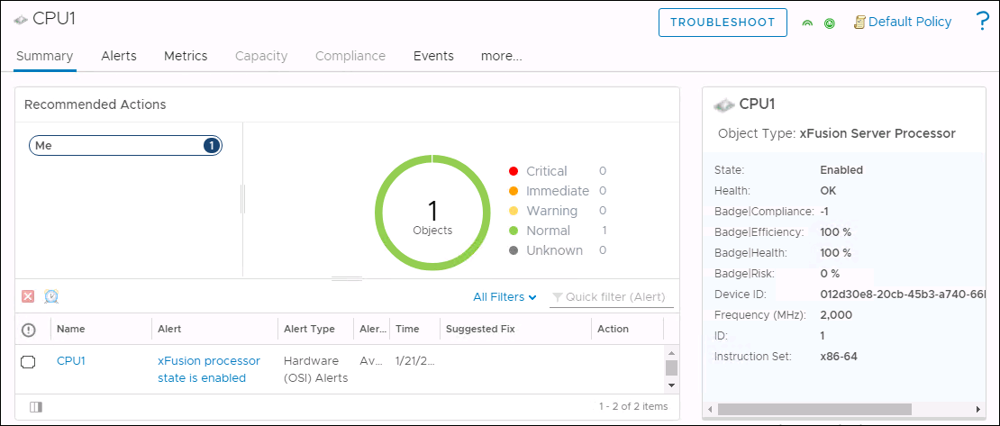 CPU1
TROUBLESHOOT
Default Policy
?
Summary Alerts Metrics Capacity Compliance Events more...
Recommended Actions
Me 1
1
Objects
Critical 0
Immediate 0
Warning 0
Normal 1
Unknown 0
All Filters
Quick filter (Alert)
Name Alert Alert Type Aler... Time Suggested Fix Action
CPU1 xFusion processor Hardware Av... 1/21/2...
state is enabled (OSI) Alerts
1 - 2 of 2 items
CPU1
Object Type: xFusion Server Processor
State: Enabled
Health: OK
Badge|Compliance: -1
Badge|Efficiency: 100 %
Badge|Health: 100 %
Badge|Risk: 0 %
Device ID: 012d30e8-20cb-45b3-a740-66
Frequency (MHz): 2,000
ID: 1
Instruction Set: x86-64